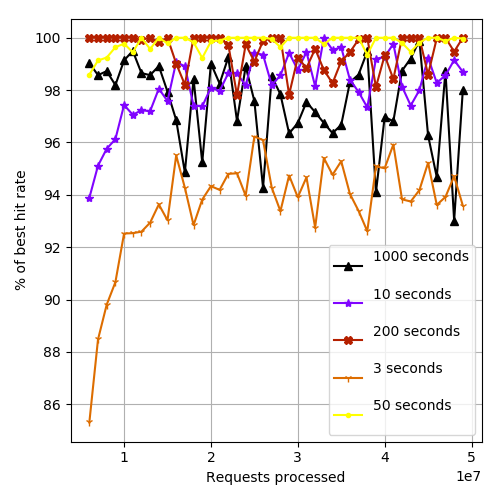 100
98
96
94
92
90
88
86
% of best hit rate
1000 seconds
10 seconds
200 seconds
3 seconds
50 seconds
1 2 3 4 5
1e7
Requests processed